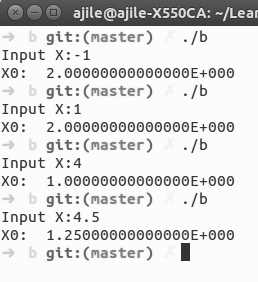 ajile@ajile-X550CA: ~/Lear
➜ b git:(master) ✗ ./b
Input X:-1
X0: 2.00000000000000E+000
➜ b git:(master) ✗ ./b
Input X:1
X0: 2.00000000000000E+000
➜ b git:(master) ✗ ./b
Input X:4
X0: 1.00000000000000E+000
➜ b git:(master) ✗ ./b
Input X:4.5
X0: 1.25000000000000E+000
➜ b git:(master) ✗